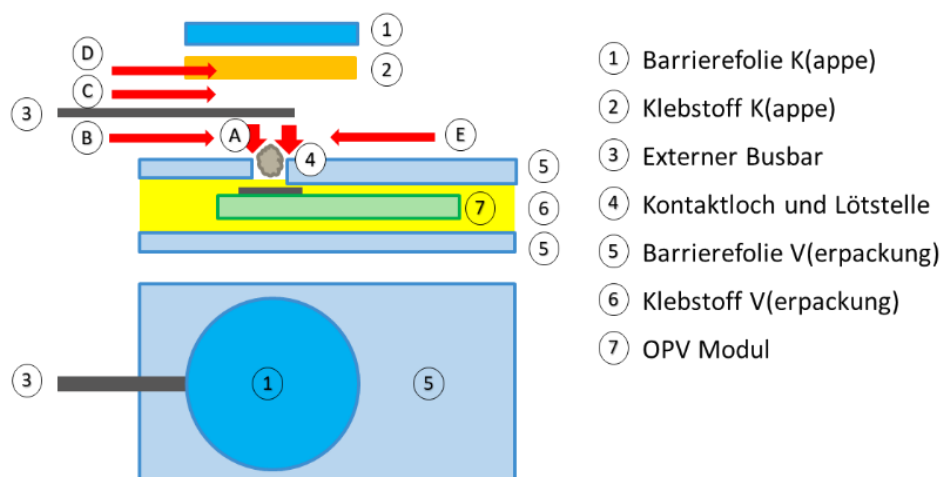 1
D
2
C
3
B
A
E
4
5
7
6
5
3
1
5
1 Barrierefolie K(appe)
2 Klebstoff K(appe)
3 Externer Busbar
4 Kontaktloch und Lötstelle
5 Barrierefolie V(erpackung)
6 Klebstoff V(erpackung)
7 OPV Modul